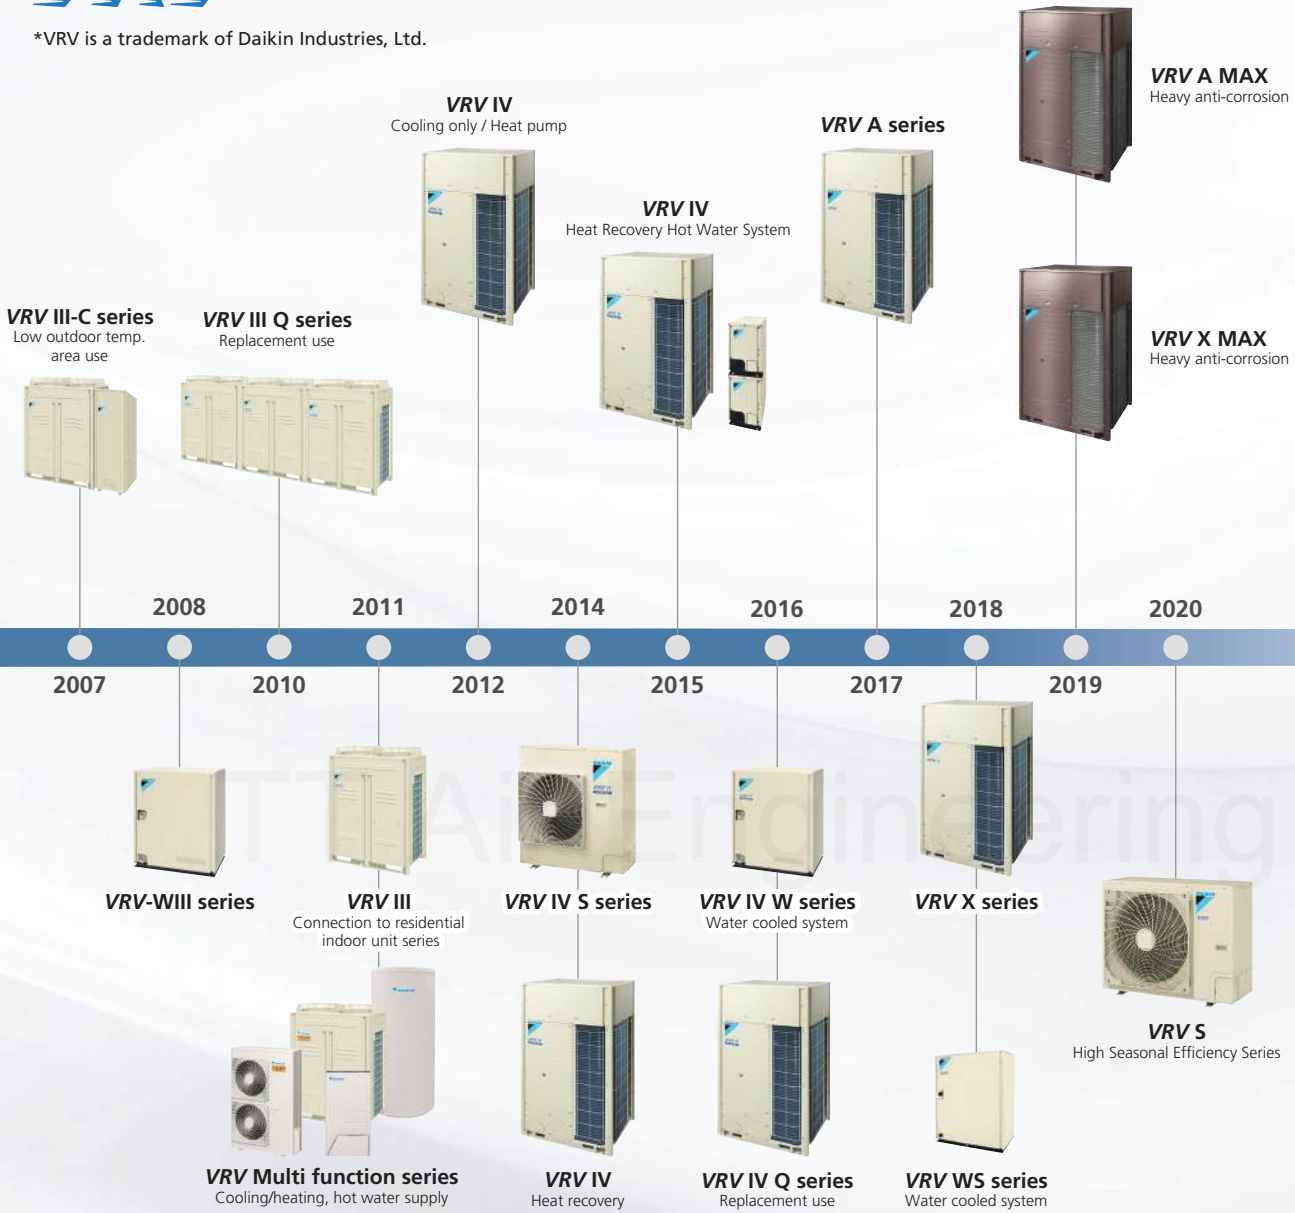 *VRV is a trademark of Daikin Industries, Ltd.
VRV A MAX
Heavy anti-corrosion
VRV IV
Cooling only / Heat pump
VRV A series
VRV IV
Heat Recovery Hot Water System
VRV III-C series
Low outdoor temp.
area use
VRV III Q series
Replacement use
VRV X MAX
Heavy anti-corrosion
2008
2011
2014
2016
2018
2020
2007
2010
2012
2015
2017
2019
VRV-WIII series
VRV III
Connection to residential
indoor unit series
VRV IV S series
VRV IV W series
Water cooled system
VRV X series
VRV S
High Seasonal Efficiency Series
VRV Multi function series
Cooling/heating, hot water supply
VRV IV
Heat recovery
VRV IV Q series
Replacement use
VRV WS series
Water cooled system